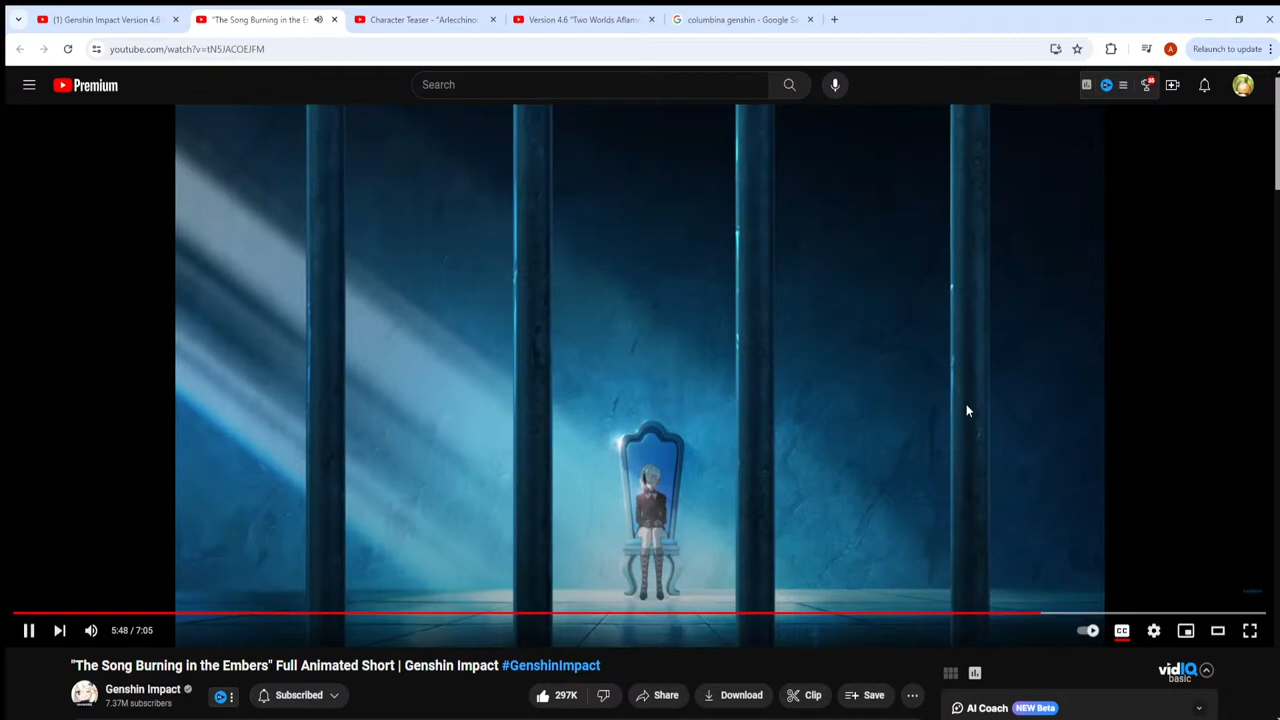 (1) Genshin Impact Version 4.6
"The Song Burning in the E
Character Teaser - "Arlecchino:
Version 4.6 "Two Worlds Aflam
columbina genshin - Google Se
youtube.com/watch?v=tN5JACOEJFM
A
Relaunch to update
Premium
Search
5:48 / 7:05
CC
"The Song Burning in the Embers" Full Animated Short | Genshin Impact #GenshinImpact
Genshin Impact
7.37M subscribers
Subscribed
297K
Share
Download
Clip
Save
vidIQ
basic
AI Coach NEW Beta